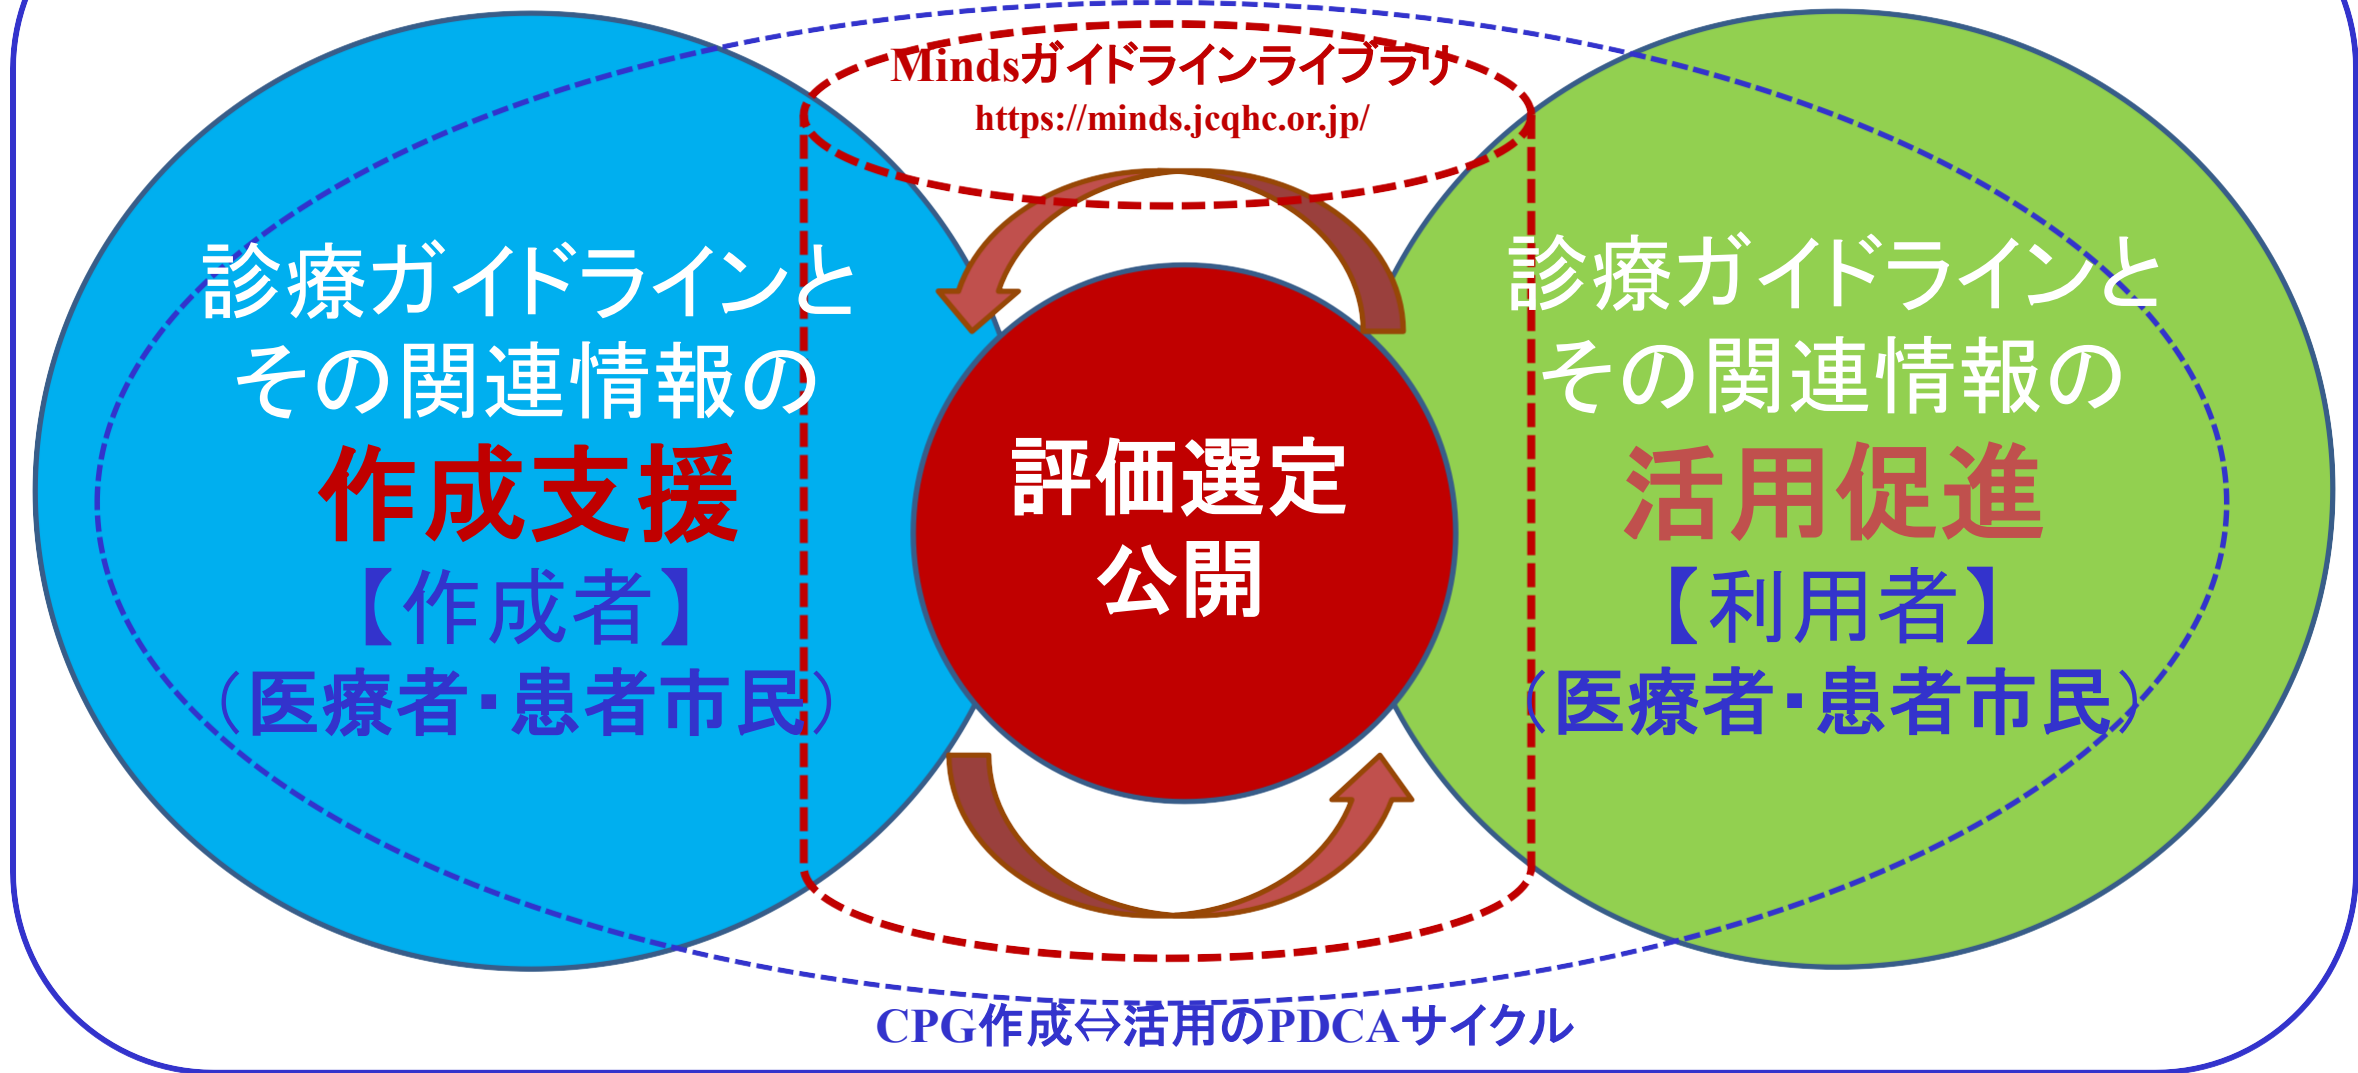 Mindsガイドラインライブラリ
https://minds.jcqhc.or.jp/
診療ガイドラインと
その関連情報の
作成支援
【作成者】
（医療者・患者市民）
評価選定
公開
診療ガイドラインと
その関連情報の
活用促進
【利用者】
（医療者・患者市民）
CPG作成⇔活用のPDCAサイクル